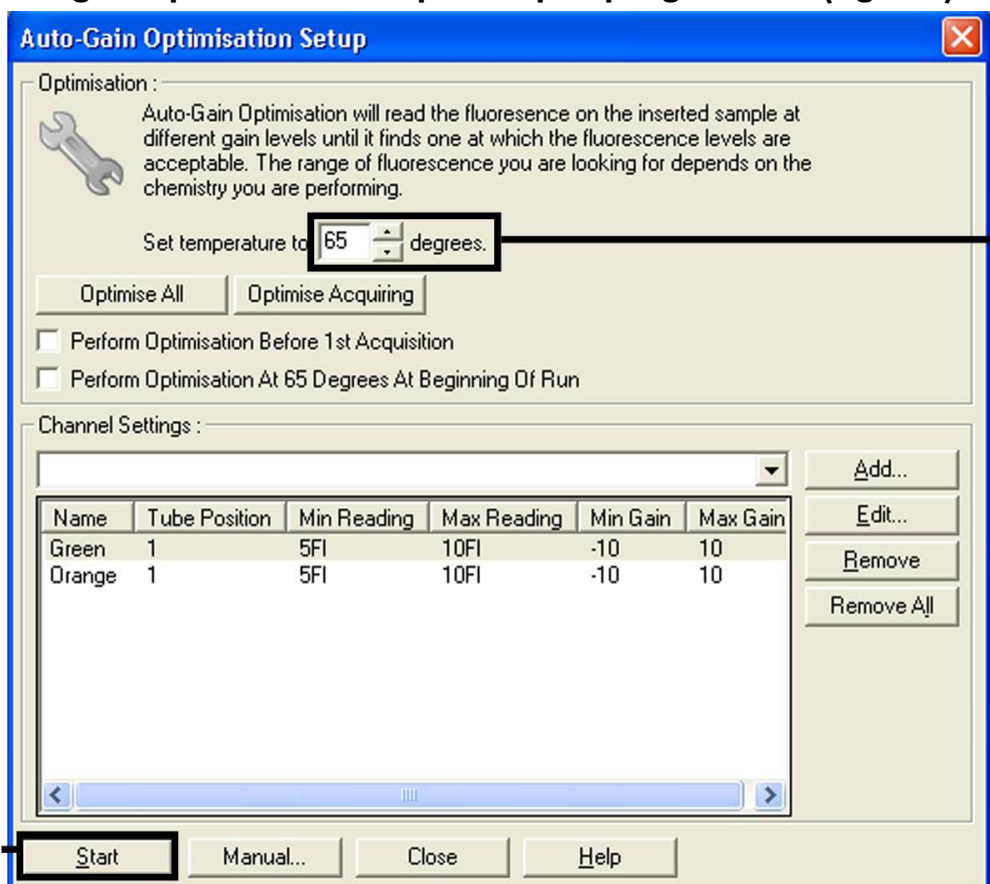 Auto-Gain Optimisation Setup
Optimisation :
Auto-Gain Optimisation will read the fluoresence on the inserted sample at
different gain levels until it finds one at which the fluorescence levels are
acceptable. The range of fluorescence you are looking for depends on the
chemistry you are performing.
Set temperature to 65 degrees.
Optimise All Optimise Acquiring
Perform Optimisation Before 1st Acquisition
Perform Optimisation At 65 Degrees At Beginning Of Run
Channel Settings :
Add...
Name Tube Position Min Reading Max Reading Min Gain Max Gain Edit...
Green 1 5Fl 10Fl -10 10
Remove
Orange 1 5Fl 10Fl -10 10
Remove All
Start Manual... Close Help